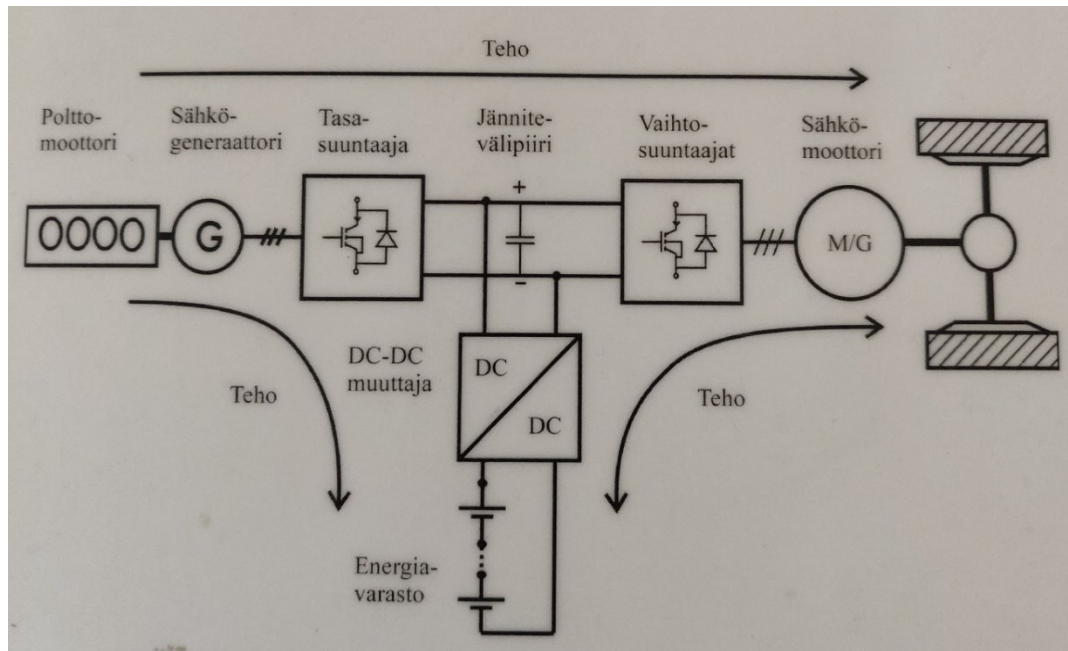 Teho
Poltto-
moottori
Sähkö-
generaattori
Tasa-
suuntaaja
Jännite-
välipiiri
Vaihto-
suuntaajat
Sähkö-
moottori
+
G
M/G
-
DC-DC
muuttaja
DC
DC
Teho
Teho
Energia-
varasto